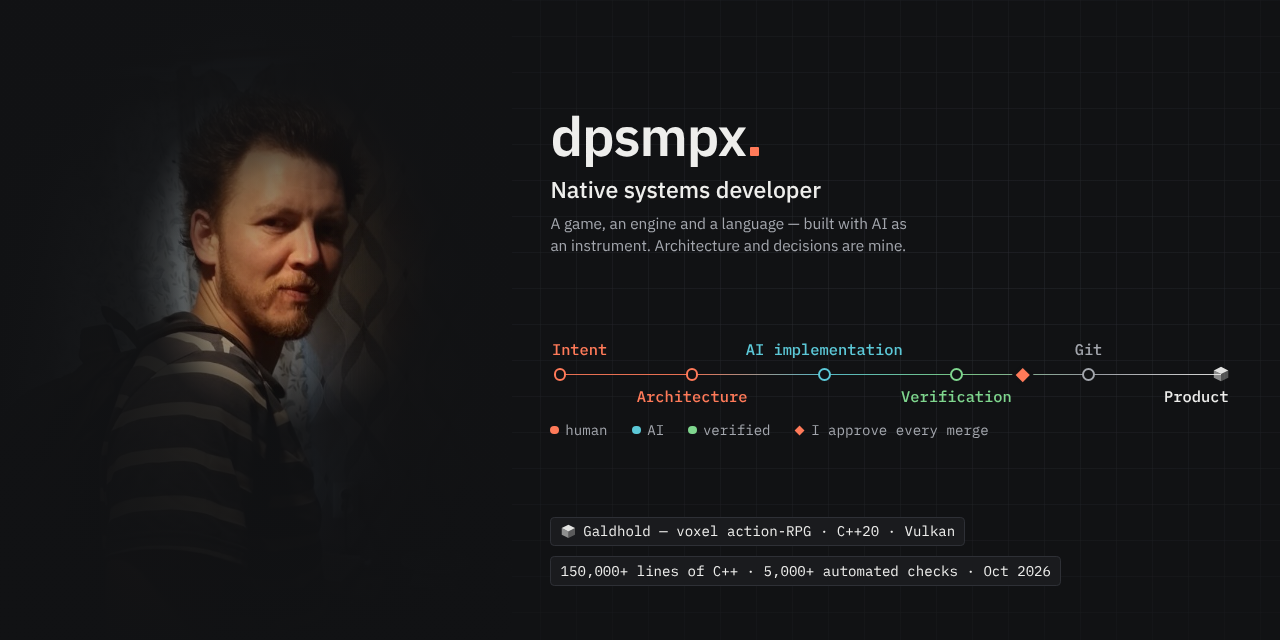 dpsmpx.
Native systems developer
A game, an engine and a language — built with AI as
an instrument. Architecture and decisions are mine.
Intent
AI implementation
Git
Architecture
Verification
Product
human
AI
verified
I approve every merge
Galdhold — voxel action-RPG · C++20 · Vulkan
150,000+ lines of C++ · 5,000+ automated checks · Oct 2026